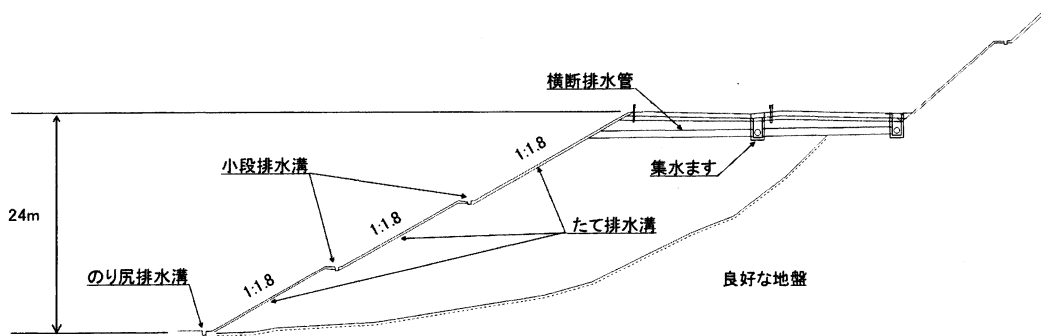 横断排水管
1:1.8
集水ます
小段排水溝
1:1.8
たて排水溝
24m
1:1.8
のり尻排水溝
良好な地盤